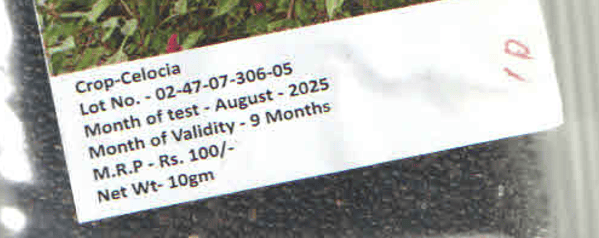 Crop-Celocia
Lot No. - 02-47-07-306-05
Month of test - August - 2025
Month of Validity - 9 Months
M.R.P - Rs. 100/-
Net Wt- 10gm